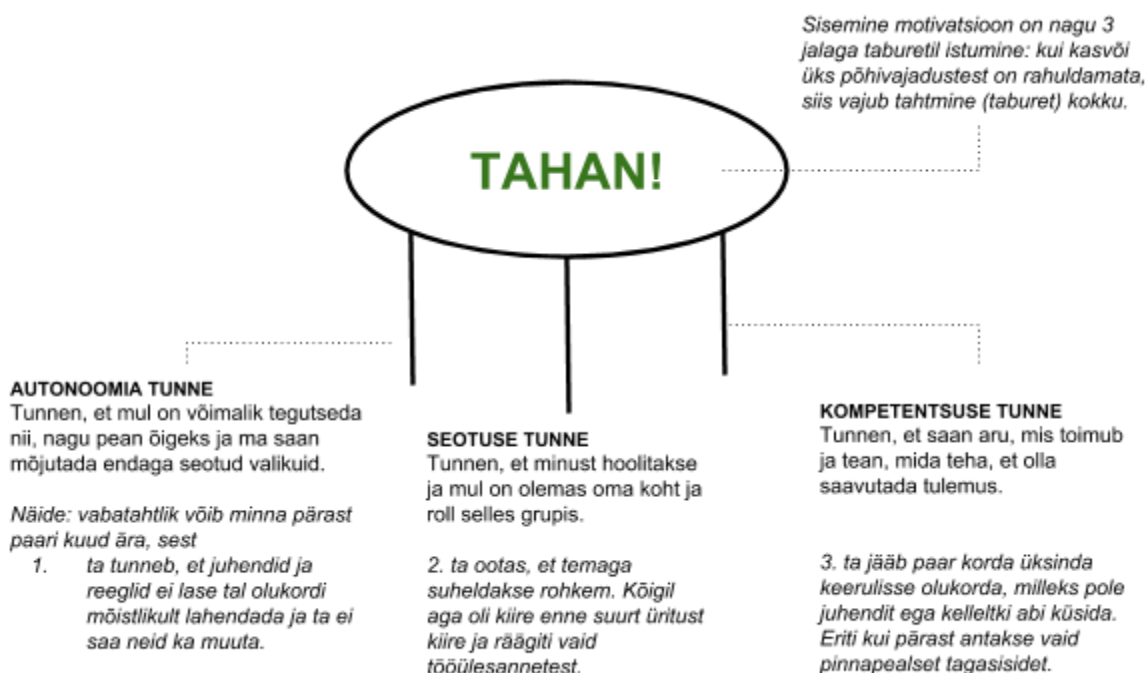 Sisemine motivatsioon on nagu 3
jalaga taburetil istumine: kui kasvõi
üks põhivajadustest on rahuldamata,
siis vajub tahtmine (taburet) kokku.
TAHAN!
AUTONOOMIA TUNNE
Tunnen, et mul on võimalik tegutseda
nii, nagu pean õigeks ja ma saan
mõjutada endaga seotud valikuid.
Näide: vabatahtlik võib minna pärast
paari kuud ära, sest
1. ta tunneb, et juhendid ja
reeglid ei lase tal olukordi
mõistlikult lahendada ja ta ei
saa neid ka muuta.
SEOTUSE TUNNE
Tunnen, et minust hoolitakse
ja mul on olemas oma koht ja
roll selles grupis.
2. ta ootas, et temaga
suheldakse rohkem. Kõigil
aga oli kiire enne suurt üritust
kiire ja räägiti vaid
tööülesannetest.
KOMPETENTSUSE TUNNE
Tunnen, et saan aru, mis toimub
ja tean, mida teha, et olla
saavutada tulemus.
3. ta jääb paar korda üksinda
keerulisse olukorda, milleks pole
juhendit ega kelleltki abi küsida.
Eriti kui pärast antakse vaid
pinnapealset tagasisidet.